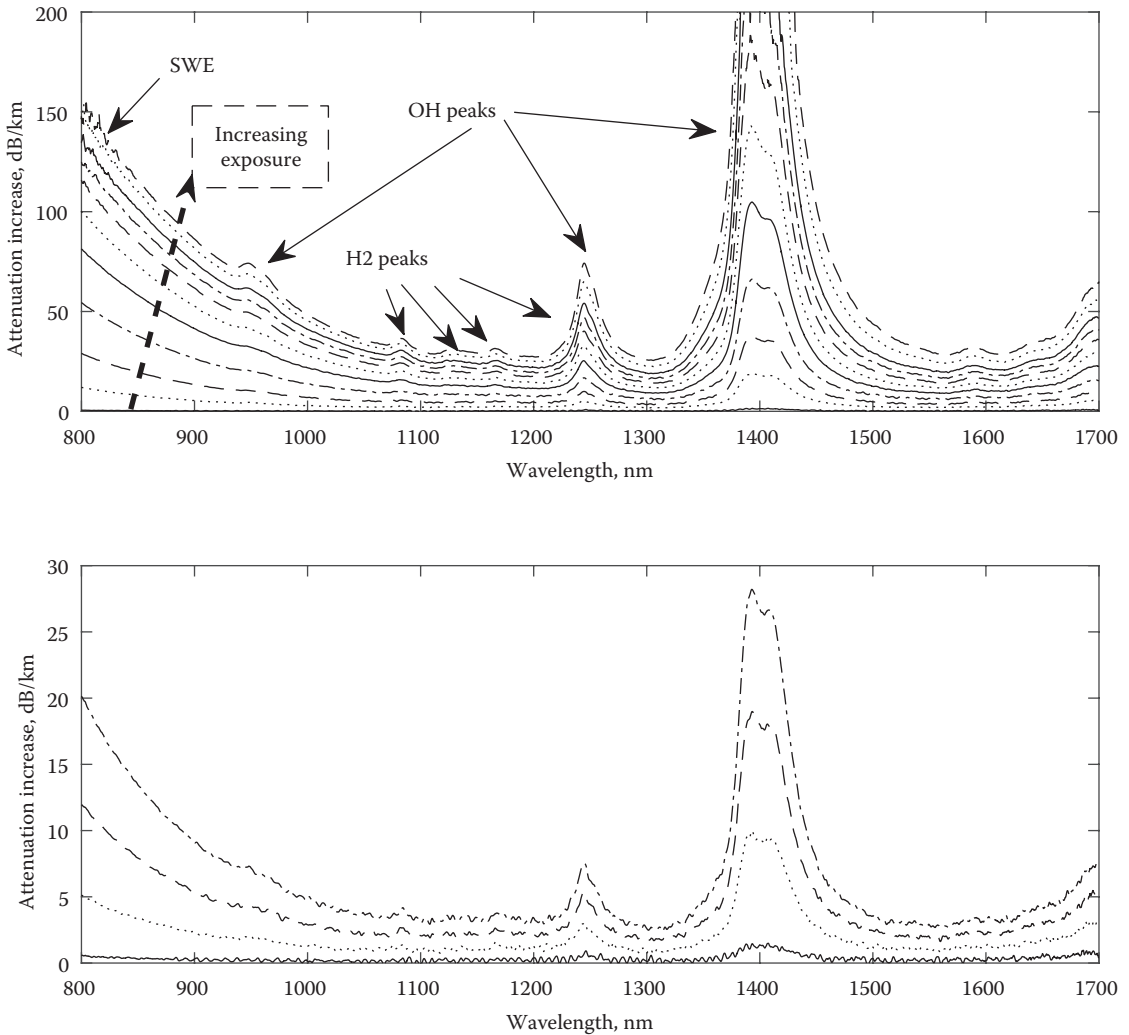 200
SWE
150
OH peaks
Increasing
exposure
100
H2 peaks
50
0
Attenuation increase, dB/km
800 900 1000 1100 1200 1300 1400 1500 1600 1700
Wavelength, nm
30
25
20
15
10
5
0
Attenuation increase, dB/km
800 900 1000 1100 1200 1300 1400 1500 1600 1700
Wavelength, nm